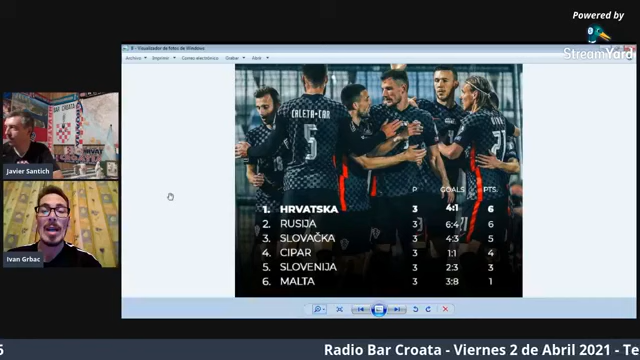 Powered by
StreamYard
8 - Visualizador de fotos de Windows
Archivo Imprimir Correo electrónico Grabar Abrir
BAR CROATA
Javier Santich
Ivan Grbac
ĆALETA-CAR
5
P GOALS PTS.
1. HRVATSKA 3 4:1 6
2. RUSIJA 3 6:4 6
3. SLOVAČKA 3 4:3 5
4. CIPAR 3 1:1 4
5. SLOVENIJA 3 2:3 3
6. MALTA 3 3:8 1
Radio Bar Croata - Viernes 2 de Abril 2021 - Te